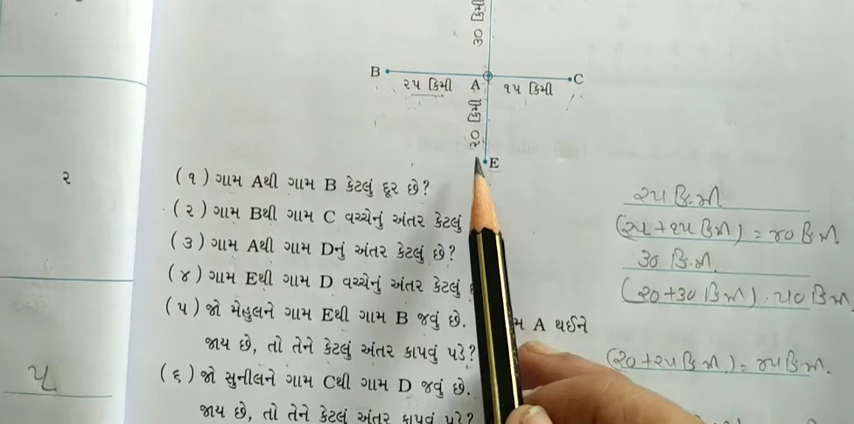 ૩૦ કિમી
B A C
૨૫ કિમી ૧૫ કિમી
૨૦ કિમી
E
૨ (૧) ગામ Aથી ગામ B કેટલું દૂર છે? ૨૫ કિ.મી
(૨) ગામ Bથી ગામ C વચ્ચેનું અંતર કેટલું (૨૫+૧૫ કિમી) = ૪૦ કિ.મી.
(૩) ગામ Aથી ગામ Dનું અંતર કેટલું છે? ૩૦ કિ.મી.
(૪) ગામ Eથી ગામ D વચ્ચેનું અંતર કેટલું (૨૦+૩૦ કિમી). ૫૦ કિમી.
(૫) જો મેહુલને ગામ Eથી ગામ B જવું છે. A થઈને
જાય છે, તો તેને કેટલું અંતર કાપવું પડે? (૨૦+૨૫ કિ.મી.) = ૪૫ કિ.મી.
૫ (૬) જો સુનીલને ગામ Cથી ગામ D જવું છે.
જાય છે, તો તેને કેટલું અંતર કાપવું પડે?